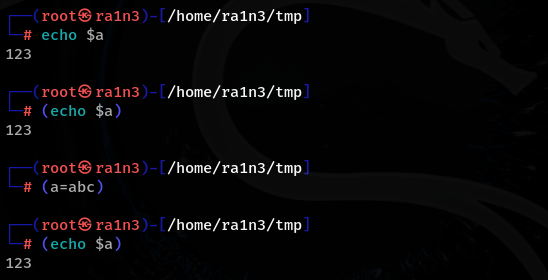 ┌──(root㉿ra1n3)-[/home/ra1n3/tmp]
└─# echo $a
123
┌──(root㉿ra1n3)-[/home/ra1n3/tmp]
└─# (echo $a)
123
┌──(root㉿ra1n3)-[/home/ra1n3/tmp]
└─# (a=abc)
┌──(root㉿ra1n3)-[/home/ra1n3/tmp]
└─# (echo $a)
123